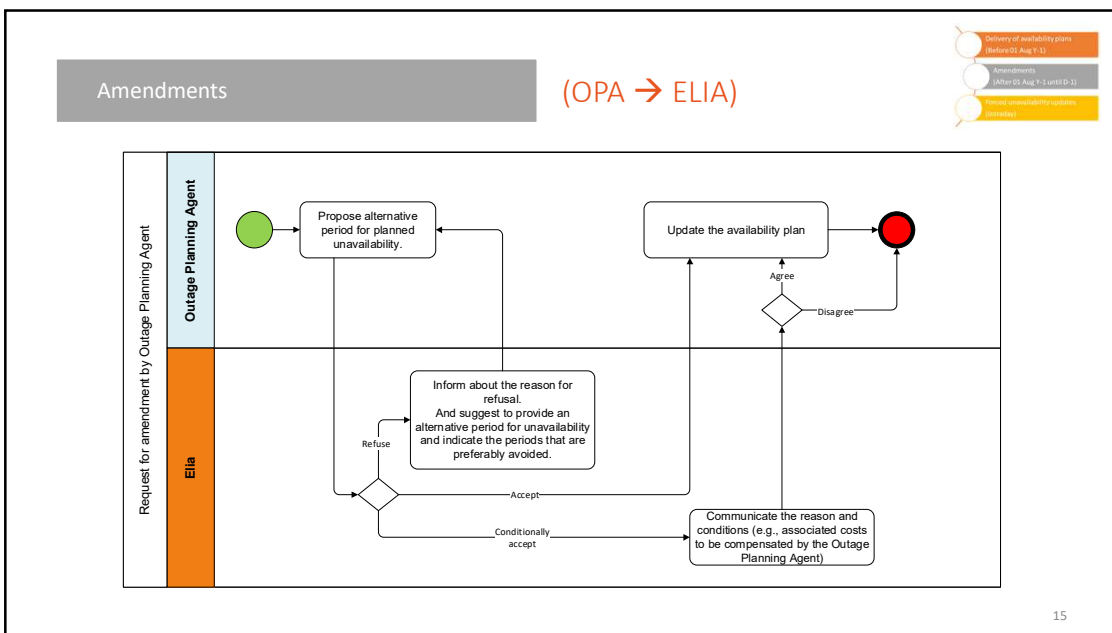 Delivery of availability plans
(Before 01 Aug Y-1)
Amendments
(After 01 Aug Y-1 until D-1)
Forced unavailability updates
(Intraday)
Amendments
(OPA → ELIA)
Request for amendment by Outage Planning Agent
Outage Planning Agent
Propose alternative
period for planned
unavailability.
Update the availability plan
Agree
Disagree
Elia
Inform about the reason for
refusal.
And suggest to provide an
alternative period for unavailability
and indicate the periods that are
preferably avoided.
Refuse
Accept
Conditionally
accept
Communicate the reason and
conditions (e.g., associated costs
to be compensated by the Outage
Planning Agent)
15